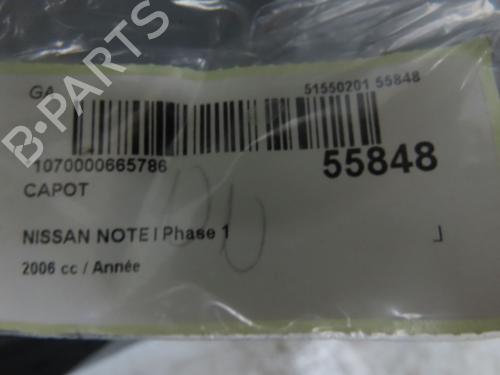 GA
51550201 55848
1070000665786
55848
CAPOT
NISSAN NOTE I Phase 1
2006 cc / Année
B-PARTS